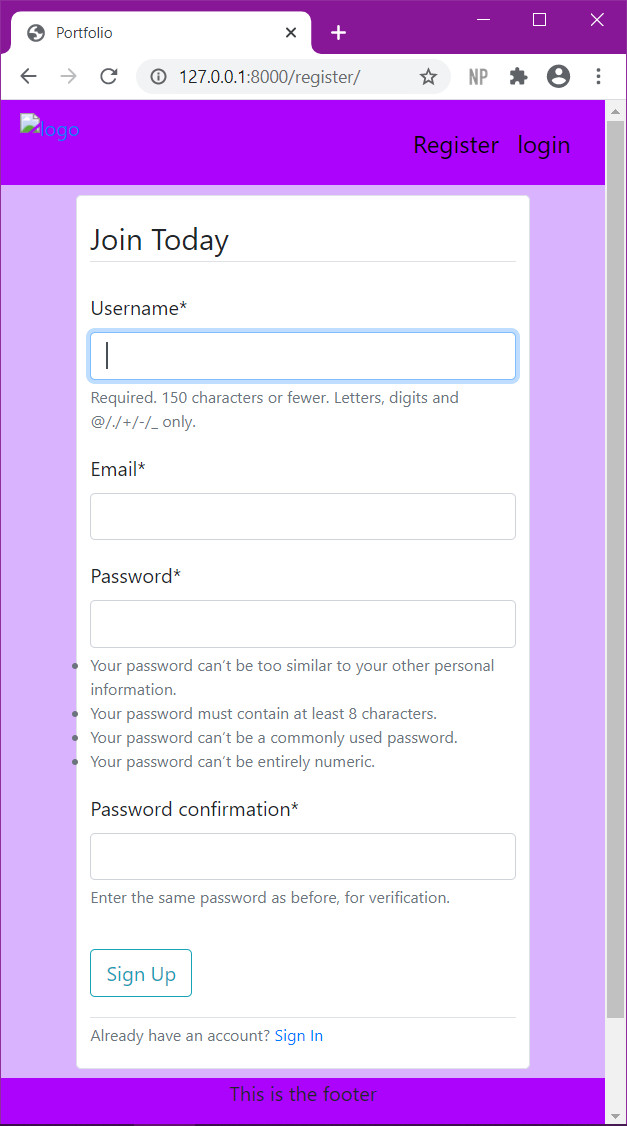 Portfolio
127.0.0.1:8000/register/
NP
logo
Register login
Join Today
Username*
Required. 150 characters or fewer. Letters, digits and
@/./+/-/_ only.
Email*
Password*
Your password can’t be too similar to your other personal
information.
Your password must contain at least 8 characters.
Your password can’t be a commonly used password.
Your password can’t be entirely numeric.
Password confirmation*
Enter the same password as before, for verification.
Sign Up
Already have an account? Sign In
This is the footer